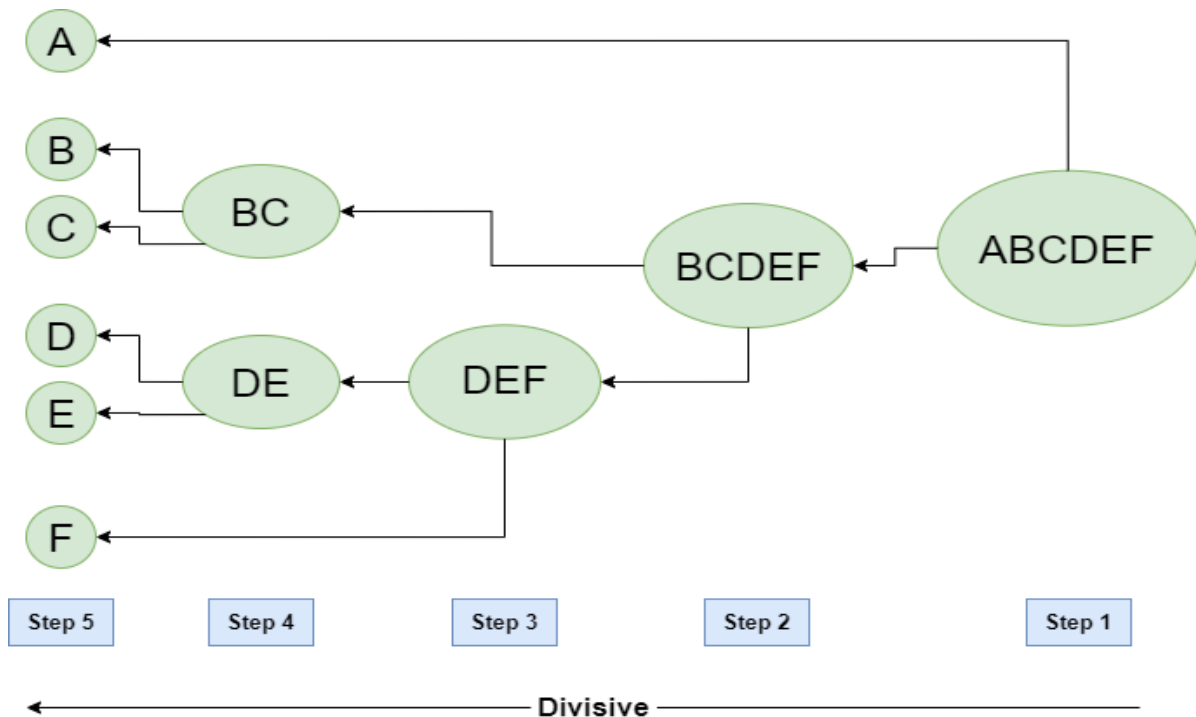 A
B
C
BC
BCDEF
ABCDEF
D
E
DE
DEF
F
Step 5
Step 4
Step 3
Step 2
Step 1
Divisive